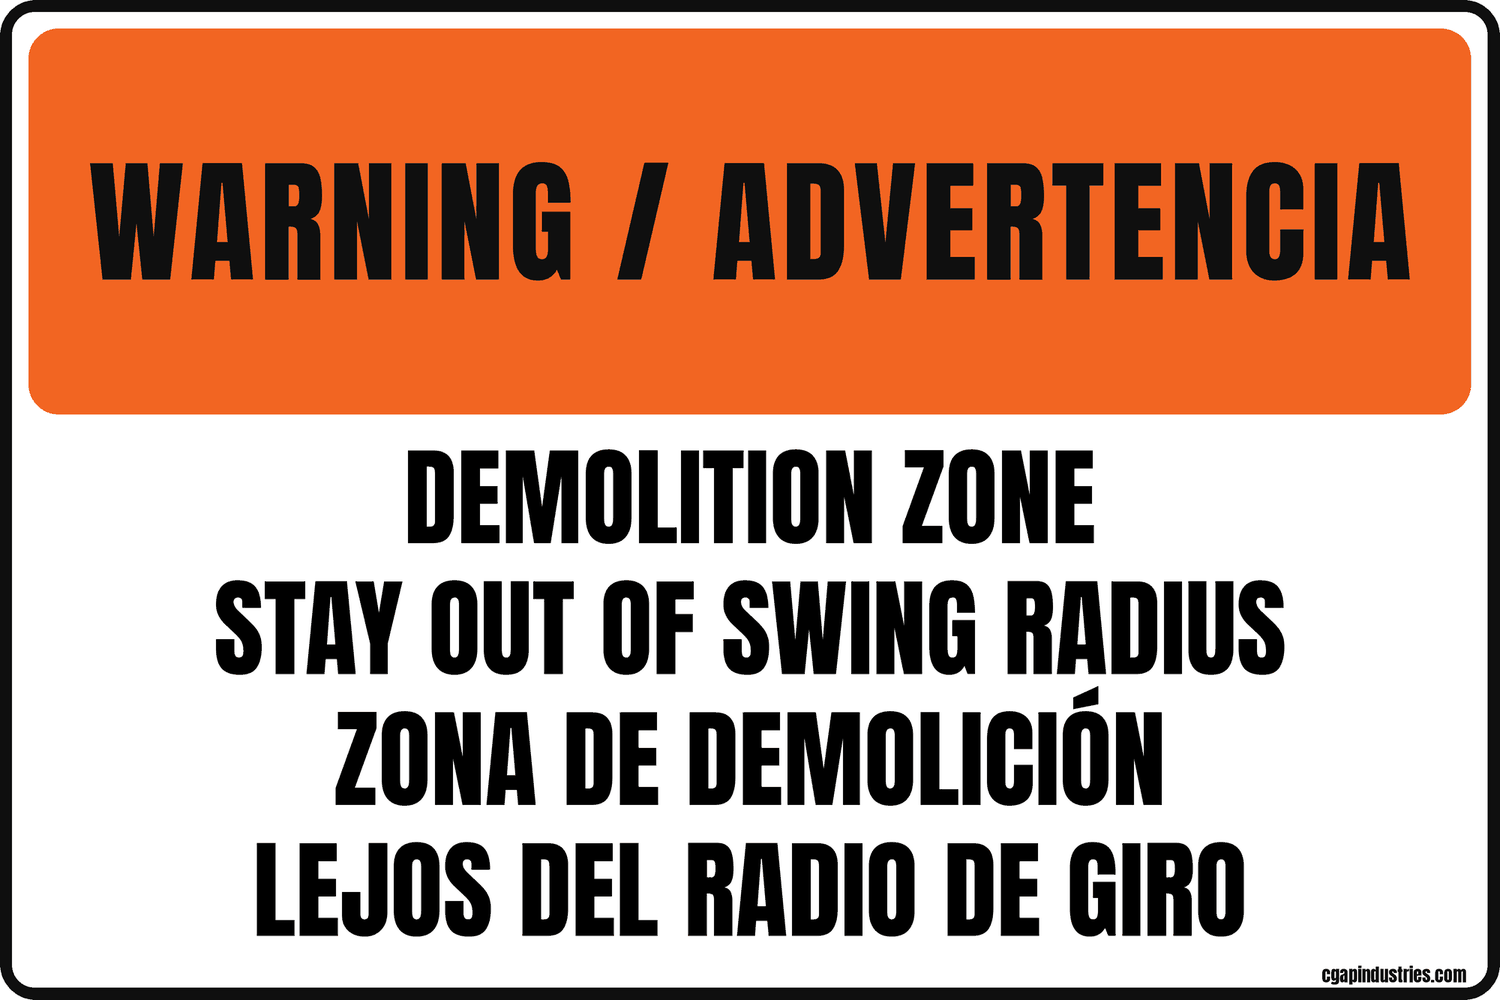 WARNING / ADVERTENCIA
DEMOLITION ZONE
STAY OUT OF SWING RADIUS
ZONA DE DEMOLICIÓN
LEJOS DEL RADIO DE GIRO
cgapindustries.com